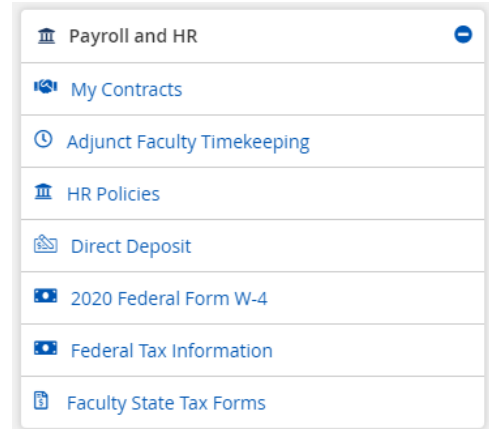 Payroll and HR
My Contracts
Adjunct Faculty Timekeeping
HR Policies
Direct Deposit
2020 Federal Form W-4
Federal Tax Information
Faculty State Tax Forms